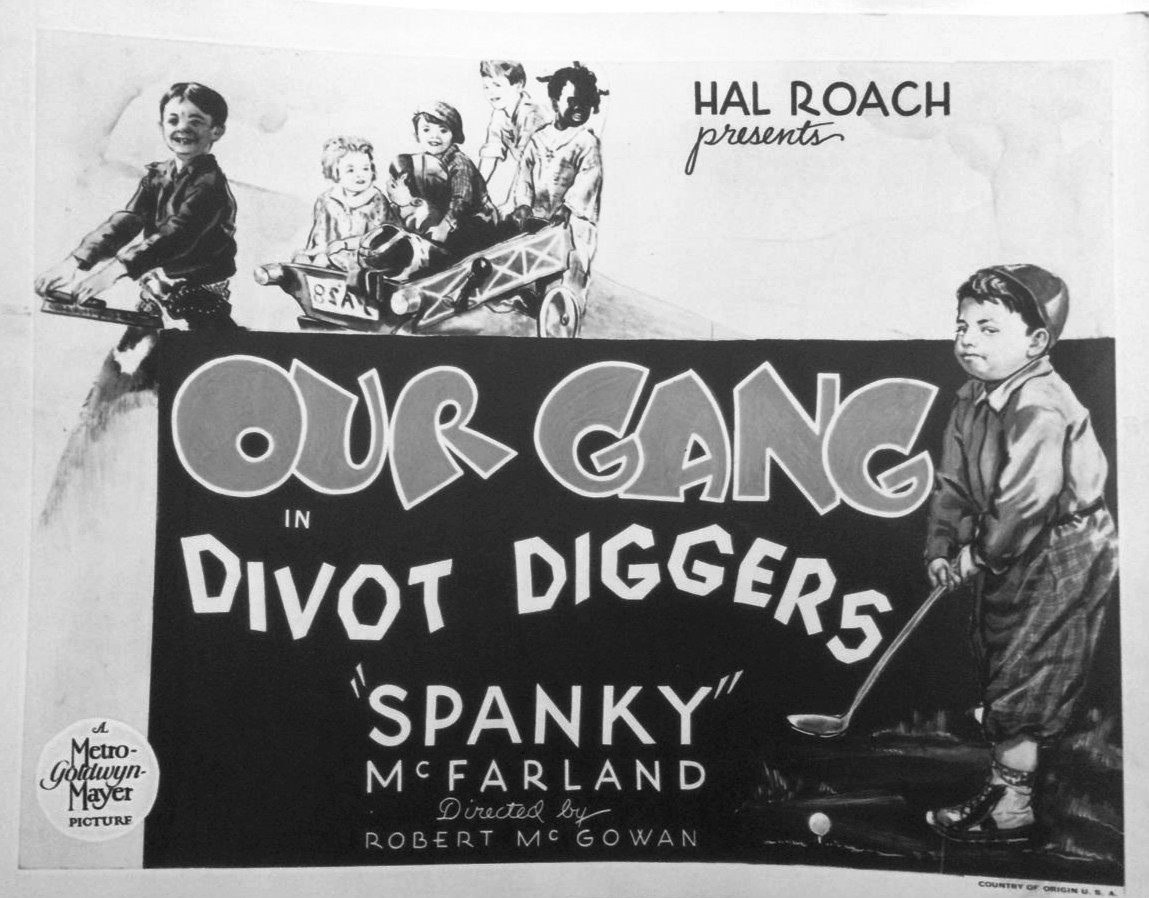 HAL ROACH
presents
A28
OUR GANG
IN
DIVOT DIGGERS
"SPANKY"
McFARLAND
Directed by
ROBERT McGOWAN
A
Metro-
Goldwyn-
Mayer
PICTURE
COUNTRY OF ORIGIN U. S. A.